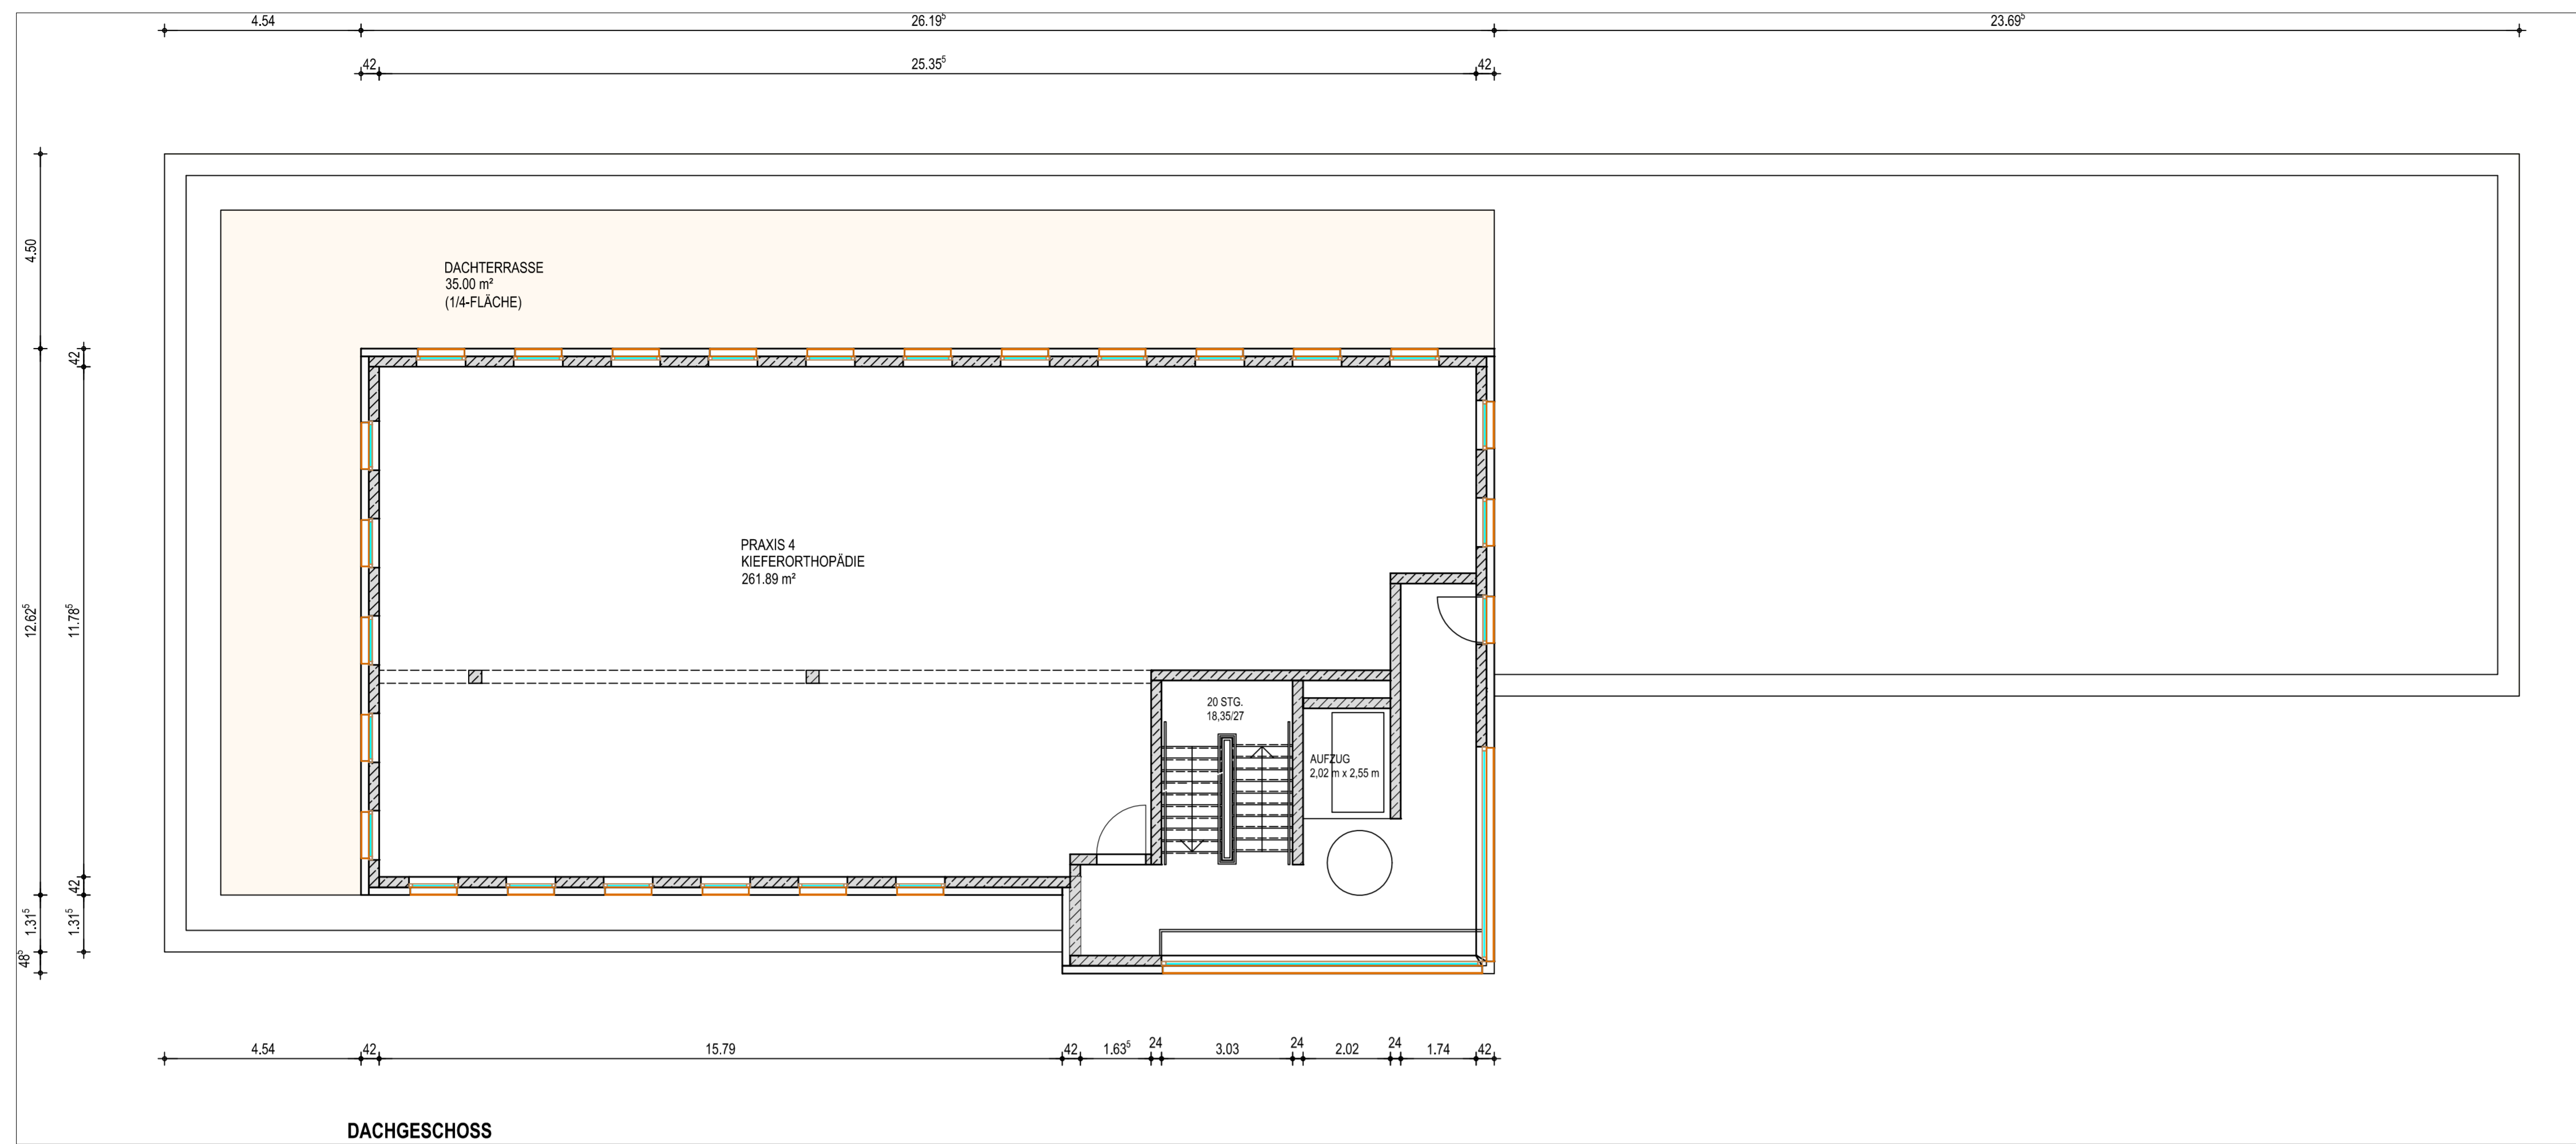 4.54 26.19⁵ 23.69⁵
42 25.35⁵ 42
4.50
12.62⁵
1.31⁵
48⁵
42
11.78⁵
42
1.31⁵
DACHTERRASSE
35.00 m²
(1/4-FLÄCHE)
PRAXIS 4
KIEFERORTHOPÄDIE
261.89 m²
20 STG.
18,35/27
AUFZUG
2,02 m x 2,55 m
4.54 42 15.79 42 1.63⁵ 24 3.03 24 2.02 24 1.74 42
DACHGESCHOSS